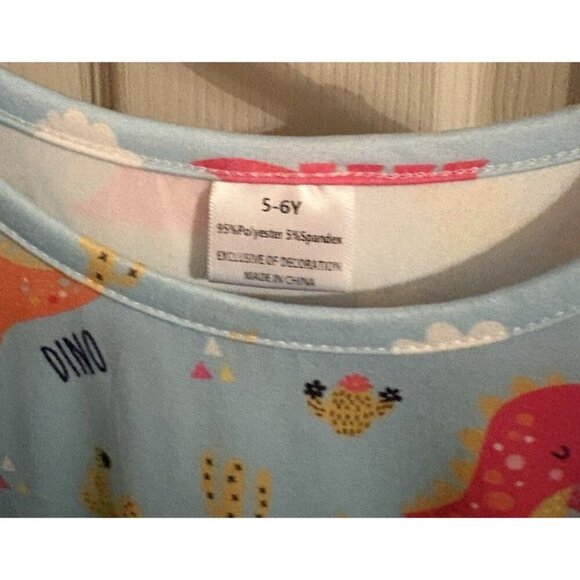 5-6Y
95%Polyester 5%Spandex
EXCLUSIVE OF DECORATION
MADE IN CHINA
DINO